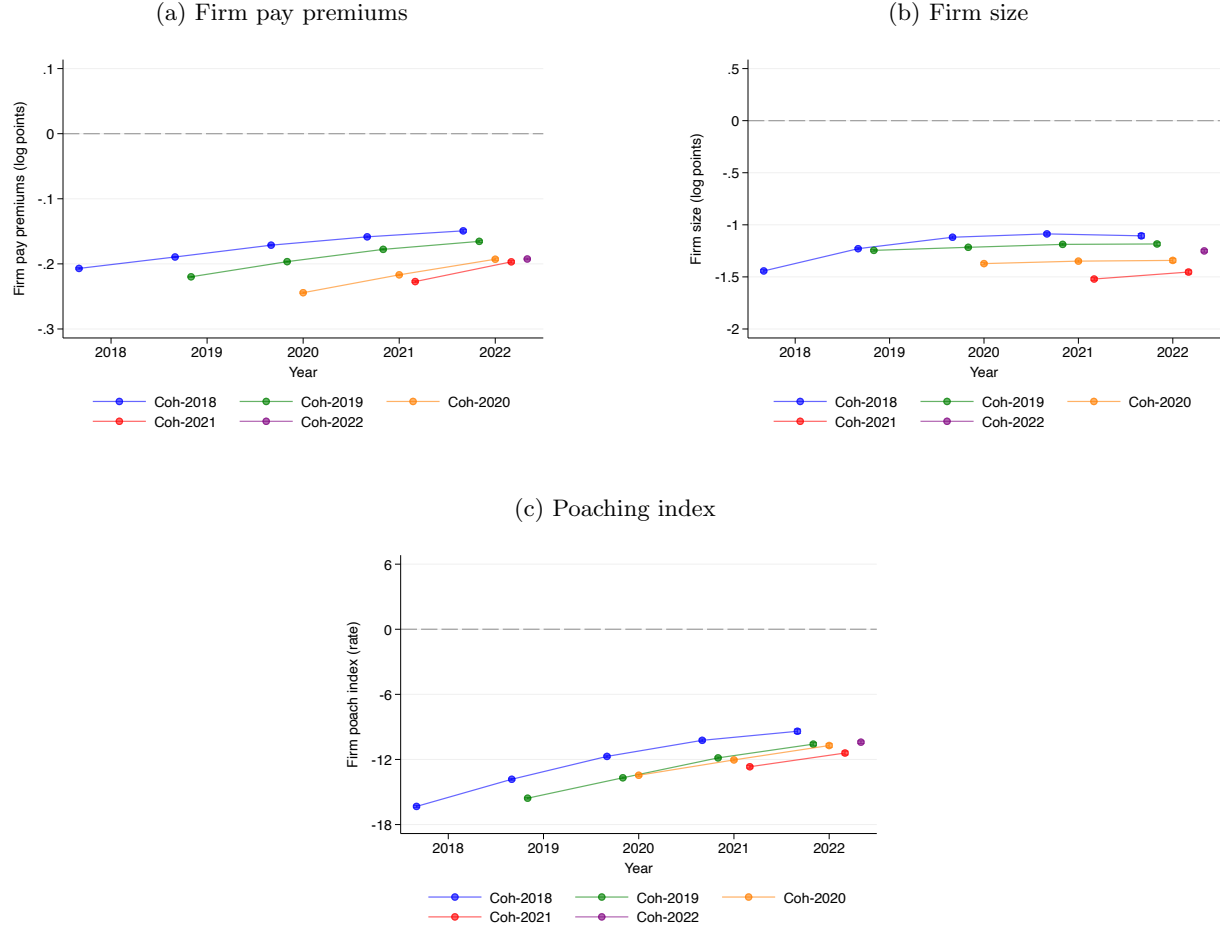 (a) Firm pay premiums
.1
0
-.1
-.2
-.3
Firm pay premiums (log points)
2018 2019 2020 2021 2022
Year
Coh-2018 Coh-2019 Coh-2020
Coh-2021 Coh-2022
(b) Firm size
.5
0
-.5
-1
-1.5
-2
Firm size (log points)
2018 2019 2020 2021 2022
Year
Coh-2018 Coh-2019 Coh-2020
Coh-2021 Coh-2022
(c) Poaching index
6
0
-6
-12
-18
Firm poach index (rate)
2018 2019 2020 2021 2022
Year
Coh-2018 Coh-2019 Coh-2020
Coh-2021 Coh-2022